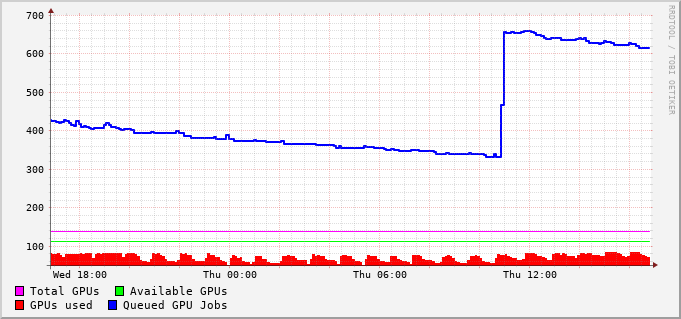 700
600
500
400
300
200
100
Wed 18:00 Thu 00:00 Thu 06:00 Thu 12:00
Total GPUs Available GPUs
GPUs used Queued GPU Jobs
RRDTOOL / TOBI OETIKER